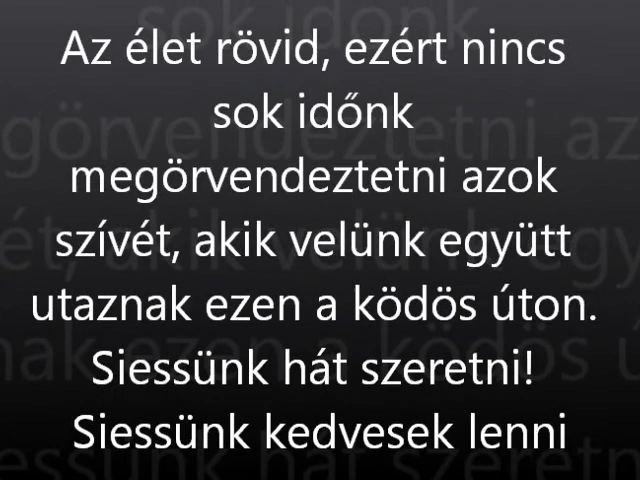 Az élet rövid, ezért nincs
sok időnk
megörvendeztetni azok
szívét, akik velünk együtt
utaznak ezen a ködös úton.
Siessünk hát szeretni!
Siessünk kedvesek lenni